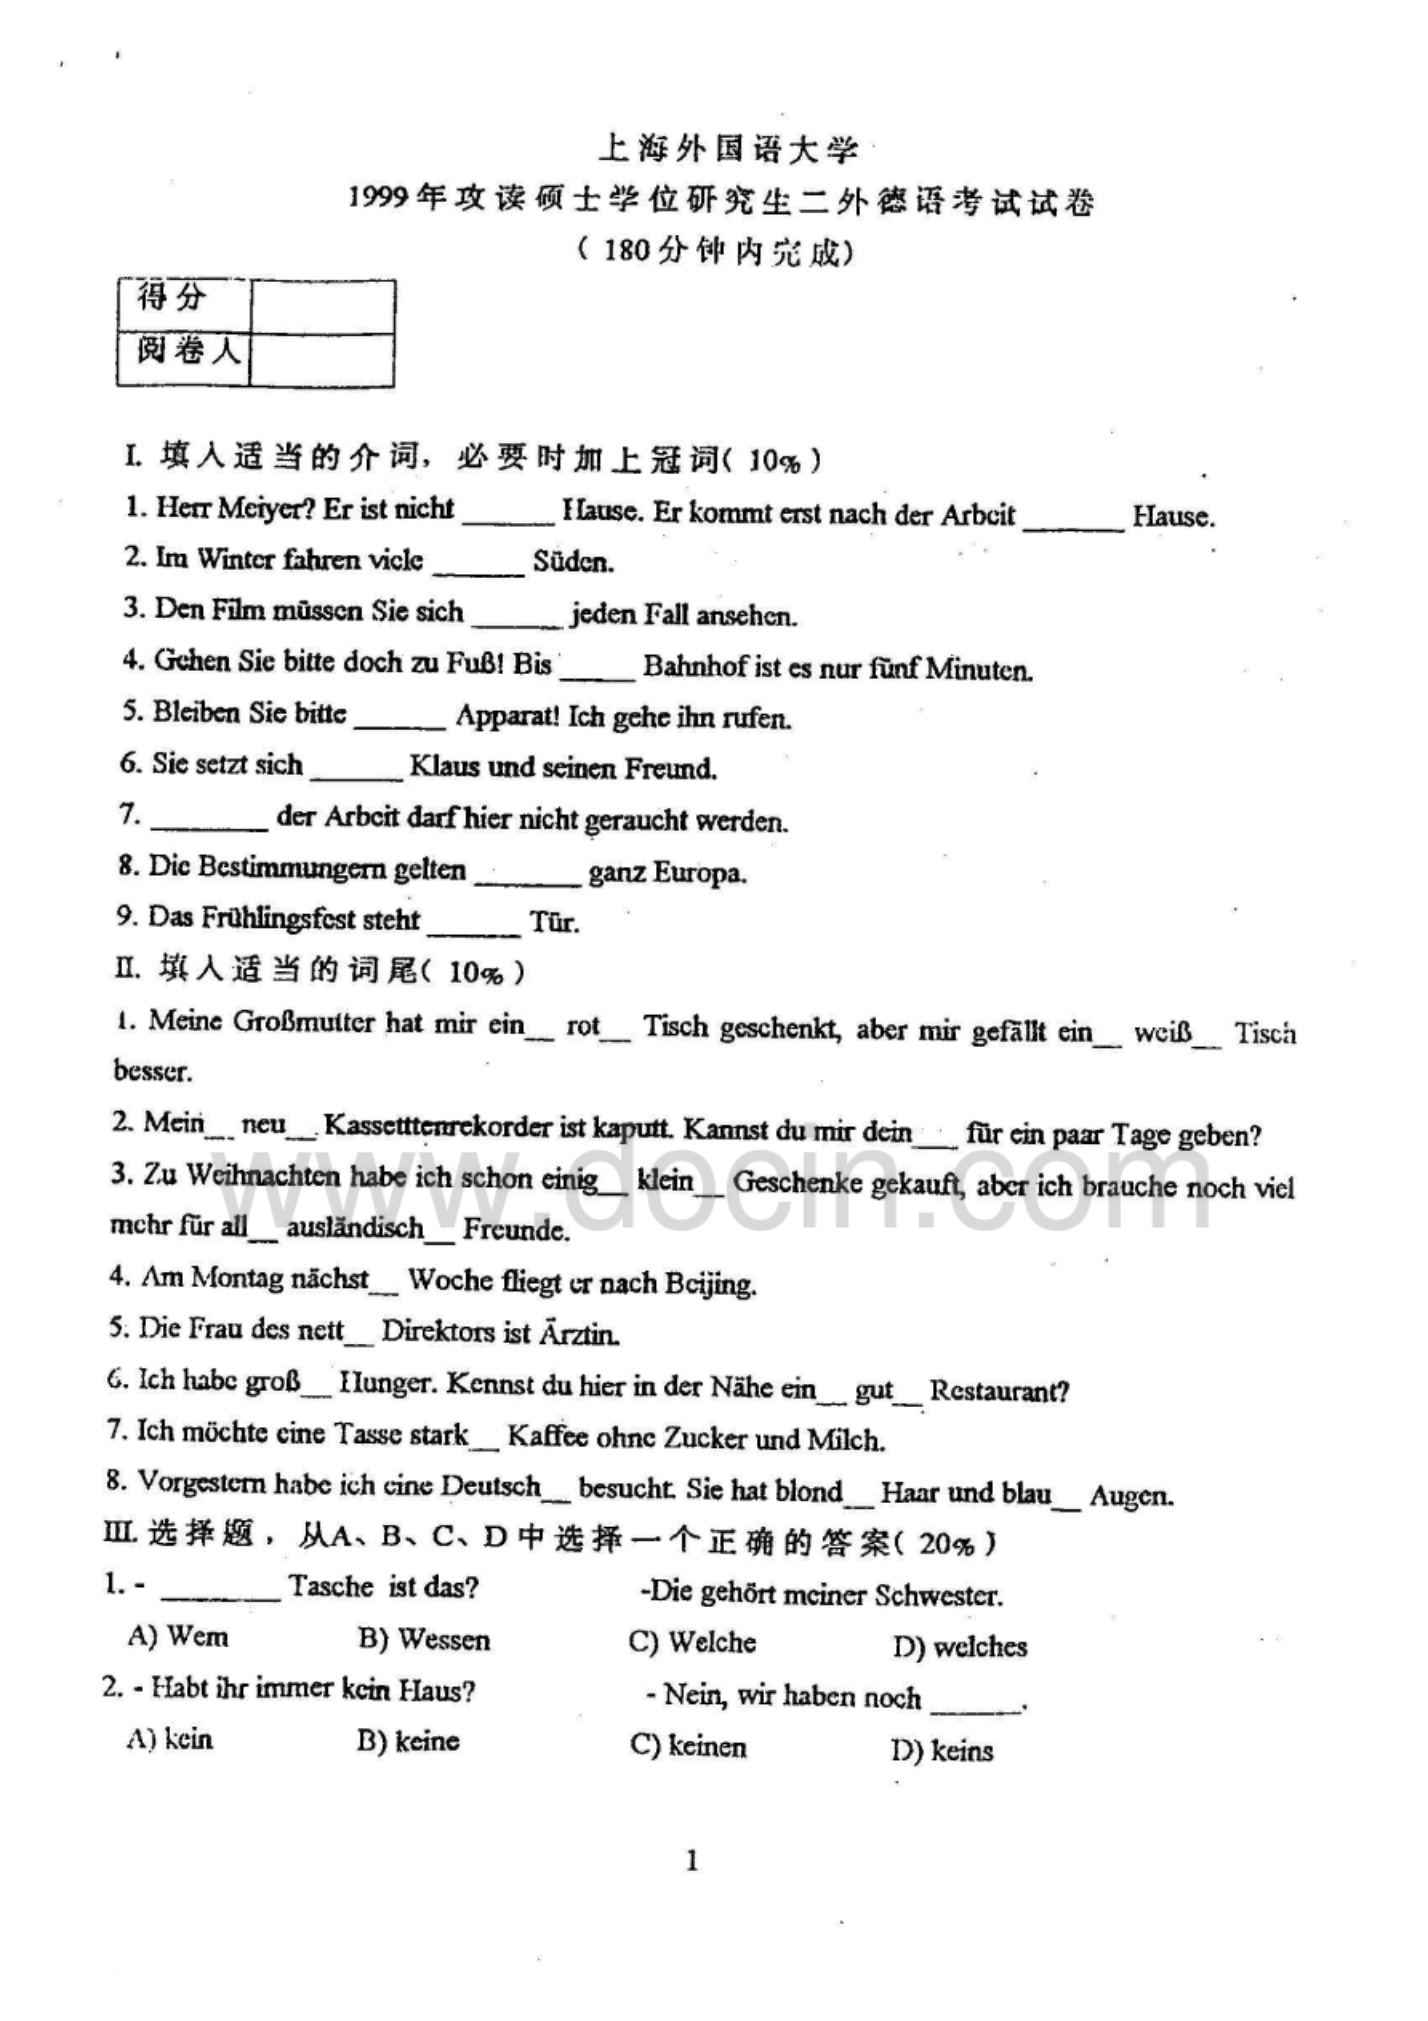 上海外国语大学
1999年攻读硕士学位研究生二外德语考试试卷
( 180分钟内完成)
得分
阅卷人
I. 填入适当的介词, 必要时加上冠词( 10% )
1. Herr Meiyer? Er ist nicht ______ Hause. Er kommt erst nach der Arbeit ______ Hause.
2. Im Winter fahren viele ______ Süden.
3. Den Film müssen Sie sich ______ jeden Fall ansehen.
4. Gehen Sie bitte doch zu Fuß! Bis _____ Bahnhof ist es nur fünf Minuten.
5. Bleiben Sie bitte ______ Apparat! Ich gehe ihn rufen.
6. Sie setzt sich ______ Klaus und seinen Freund.
7. ________ der Arbeit darf hier nicht geraucht werden.
8. Die Bestimmungern gelten _______ ganz Europa.
9. Das Frühlingsfest steht ______ Tür.
II. 填入适当的词尾( 10% )
1. Meine Großmutter hat mir ein__ rot__ Tisch geschenkt, aber mir gefällt ein__ weiß__ Tisch
besser.
2. Mein__ neu__ Kassetttenrekorder ist kaputt. Kannst du mir dein___ für ein paar Tage geben?
www.docin.com
3. Zu Weihnachten habe ich schon einig__ klein__ Geschenke gekauft, aber ich brauche noch viel
mehr für all__ ausländisch__ Freunde.
4. Am Montag nächst__ Woche fliegt er nach Beijing.
5. Die Frau des nett__ Direktors ist Ärztin.
6. Ich habe groß__ Hunger. Kennst du hier in der Nähe ein__ gut__ Restaurant?
7. Ich möchte eine Tasse stark__ Kaffee ohne Zucker und Milch.
8. Vorgestern habe ich eine Deutsch__ besucht. Sie hat blond__ Haar und blau__ Augen.
III. 选择题, 从A、B、C、D中选择一个正确的答案( 20% )
1. - ________ Tasche ist das? -Die gehört meiner Schwester.
A) Wem B) Wessen C) Welche D) welches
2. - Habt ihr immer kein Haus? - Nein, wir haben noch ______.
A) kein B) keine C) keinen D) keins
1